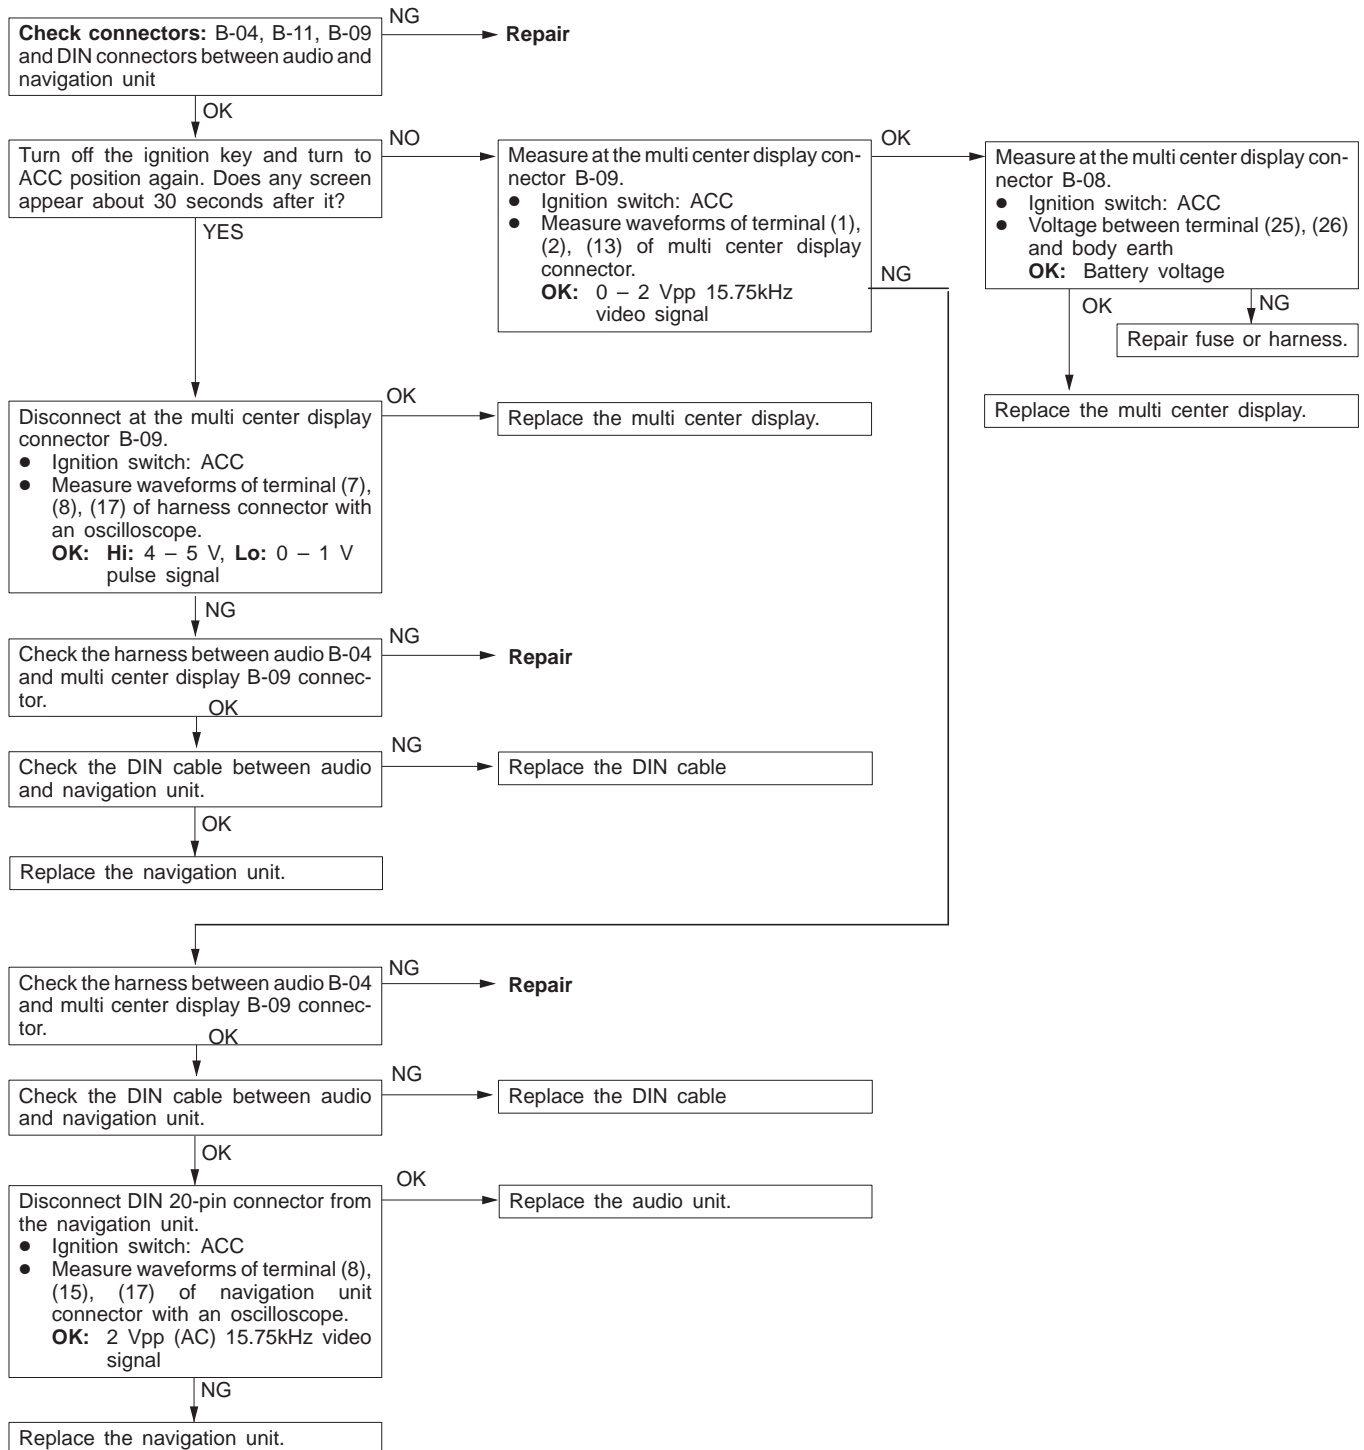 NG
Check connectors: B-04, B-11, B-09
and DIN connectors between audio and
navigation unit
Repair
OK
Turn off the ignition key and turn to
ACC position again. Does any screen
appear about 30 seconds after it?
NO
YES
Measure at the multi center display con-
nector B-09.
● Ignition switch: ACC
● Measure waveforms of terminal (1),
(2), (13) of multi center display
connector.
OK: 0 – 2 Vpp 15.75kHz
video signal
OK
NG
Measure at the multi center display con-
nector B-08.
● Ignition switch: ACC
● Voltage between terminal (25), (26)
and body earth
OK: Battery voltage
OK
NG
Repair fuse or harness.
Replace the multi center display.
Disconnect at the multi center display
connector B-09.
● Ignition switch: ACC
● Measure waveforms of terminal (7),
(8), (17) of harness connector with
an oscilloscope.
OK: Hi: 4 – 5 V, Lo: 0 – 1 V
pulse signal
OK
Replace the multi center display.
NG
Check the harness between audio B-04
and multi center display B-09 connec-
tor.
NG
Repair
OK
Check the DIN cable between audio
and navigation unit.
NG
Replace the DIN cable
OK
Replace the navigation unit.
Check the harness between audio B-04
and multi center display B-09 connec-
tor.
NG
Repair
OK
Check the DIN cable between audio
and navigation unit.
NG
Replace the DIN cable
OK
Disconnect DIN 20-pin connector from
the navigation unit.
● Ignition switch: ACC
● Measure waveforms of terminal (8),
(15), (17) of navigation unit
connector with an oscilloscope.
OK: 2 Vpp (AC) 15.75kHz video
signal
OK
Replace the audio unit.
NG
Replace the navigation unit.